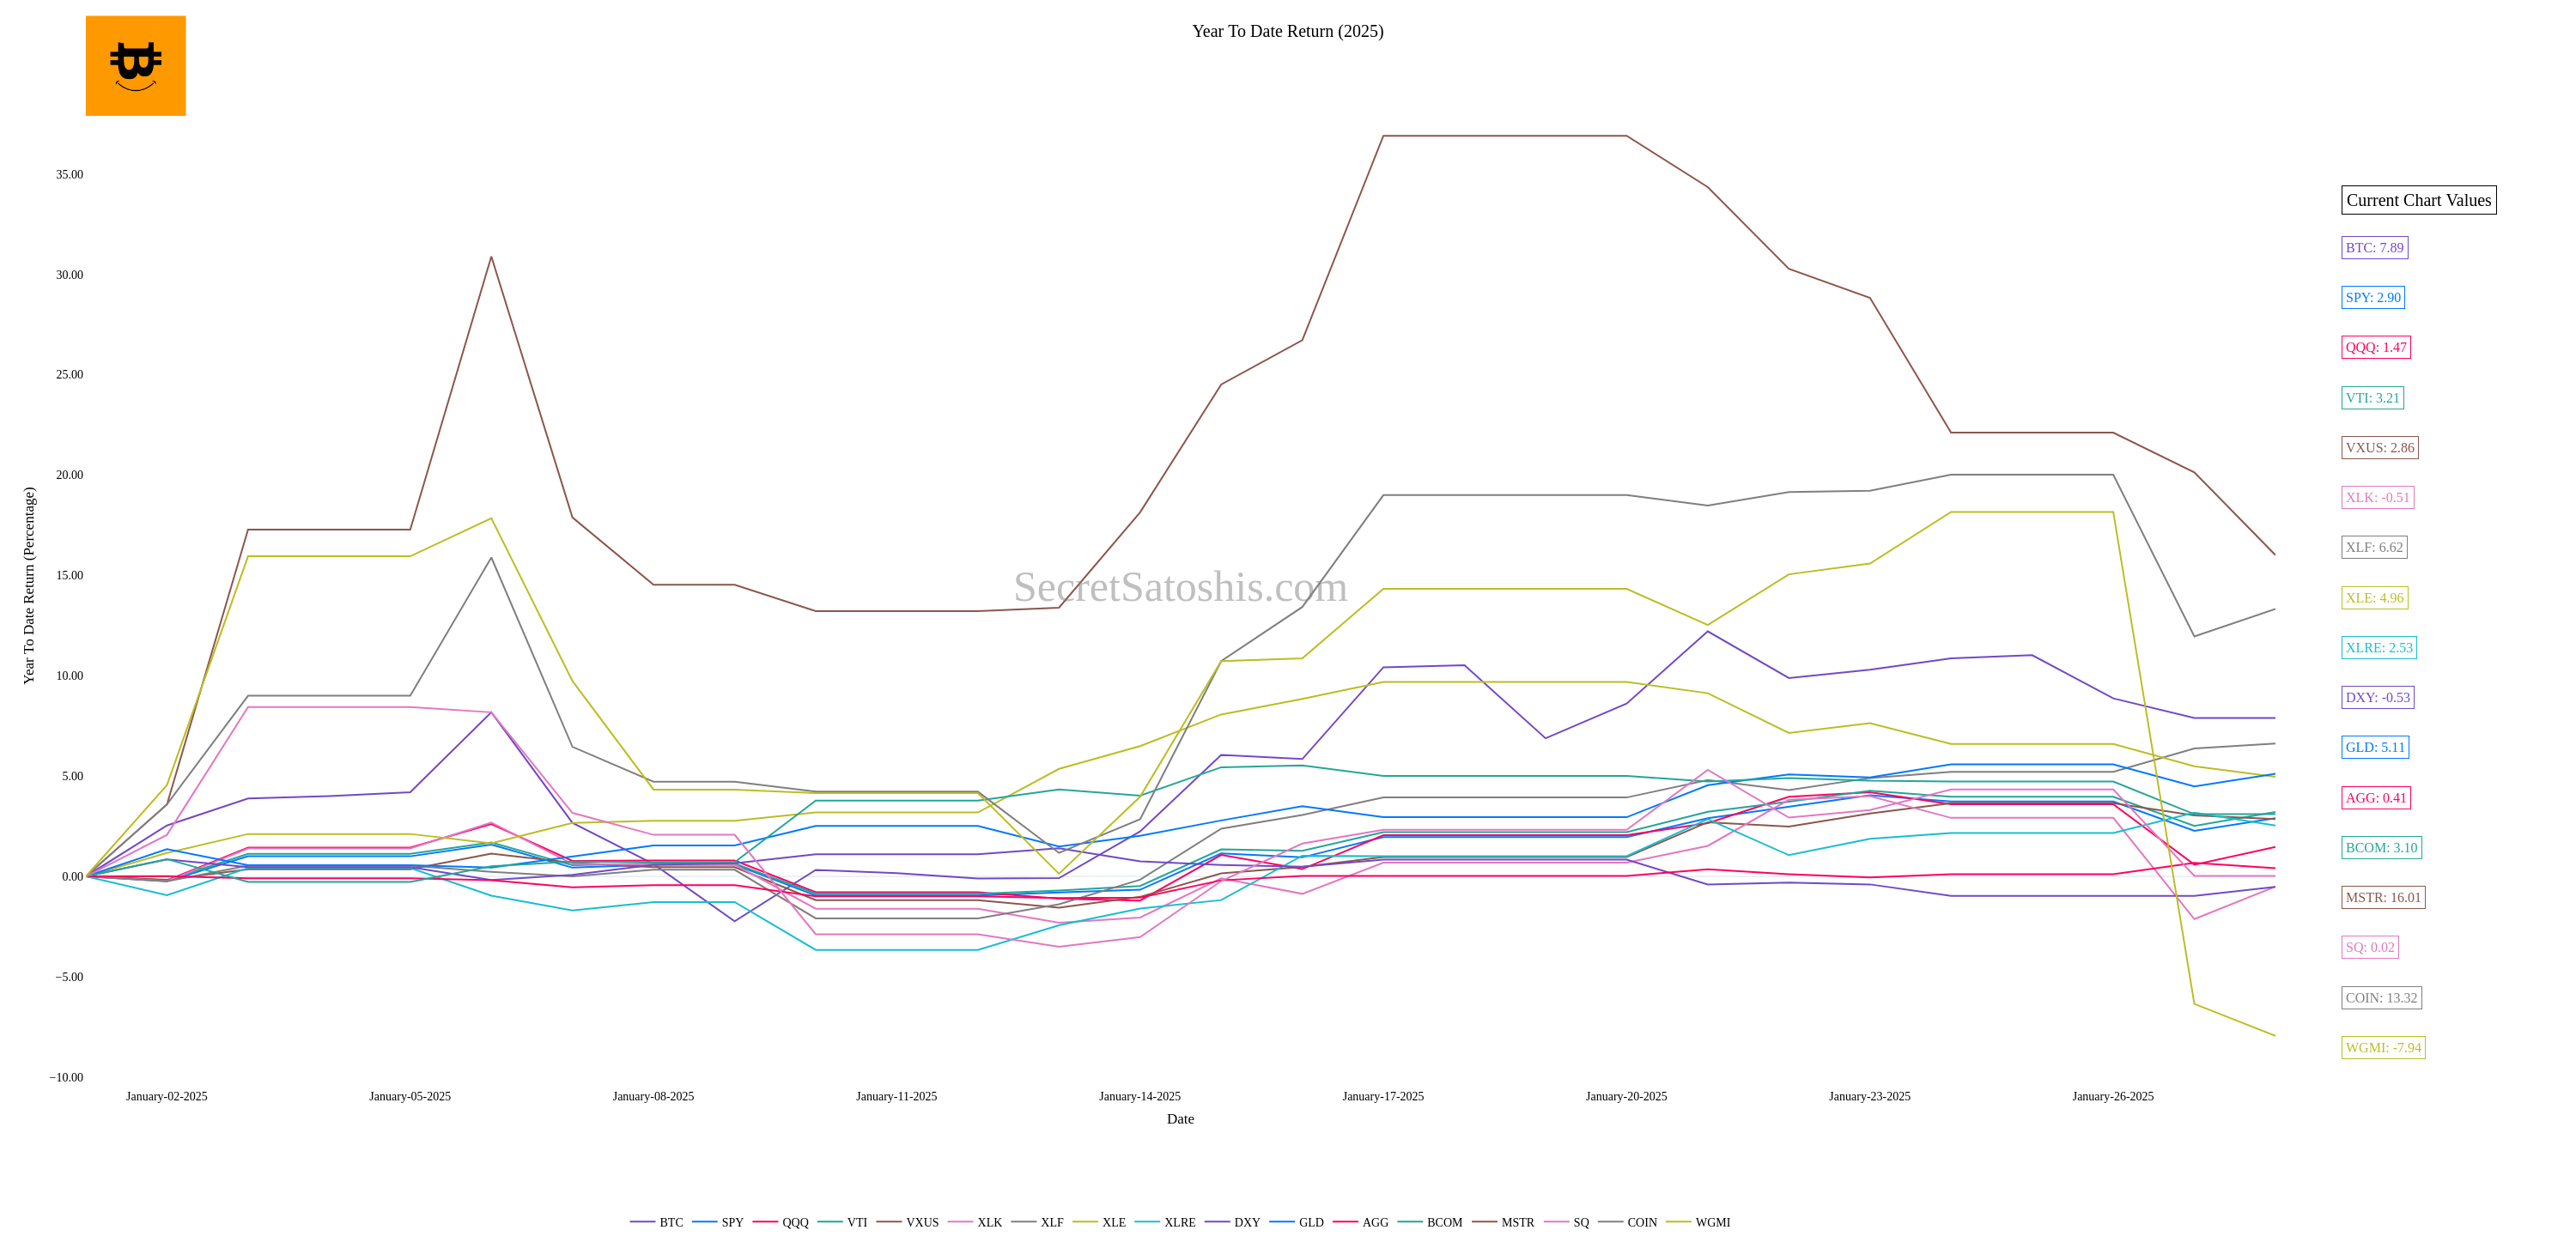 Year To Date Return (2025)
35.00
30.00
25.00
20.00
15.00
10.00
5.00
0.00
−5.00
−10.00
Year To Date Return (Percentage)
SecretSatoshis.com
January-02-2025
January-05-2025
January-08-2025
January-11-2025
January-14-2025
January-17-2025
January-20-2025
January-23-2025
January-26-2025
Date
Current Chart Values
BTC: 7.89
SPY: 2.90
QQQ: 1.47
VTI: 3.21
VXUS: 2.86
XLK: -0.51
XLF: 6.62
XLE: 4.96
XLRE: 2.53
DXY: -0.53
GLD: 5.11
AGG: 0.41
BCOM: 3.10
MSTR: 16.01
SQ: 0.02
COIN: 13.32
WGMI: -7.94
BTC SPY QQQ VTI VXUS XLK XLF XLE XLRE DXY GLD AGG BCOM MSTR SQ COIN WGMI